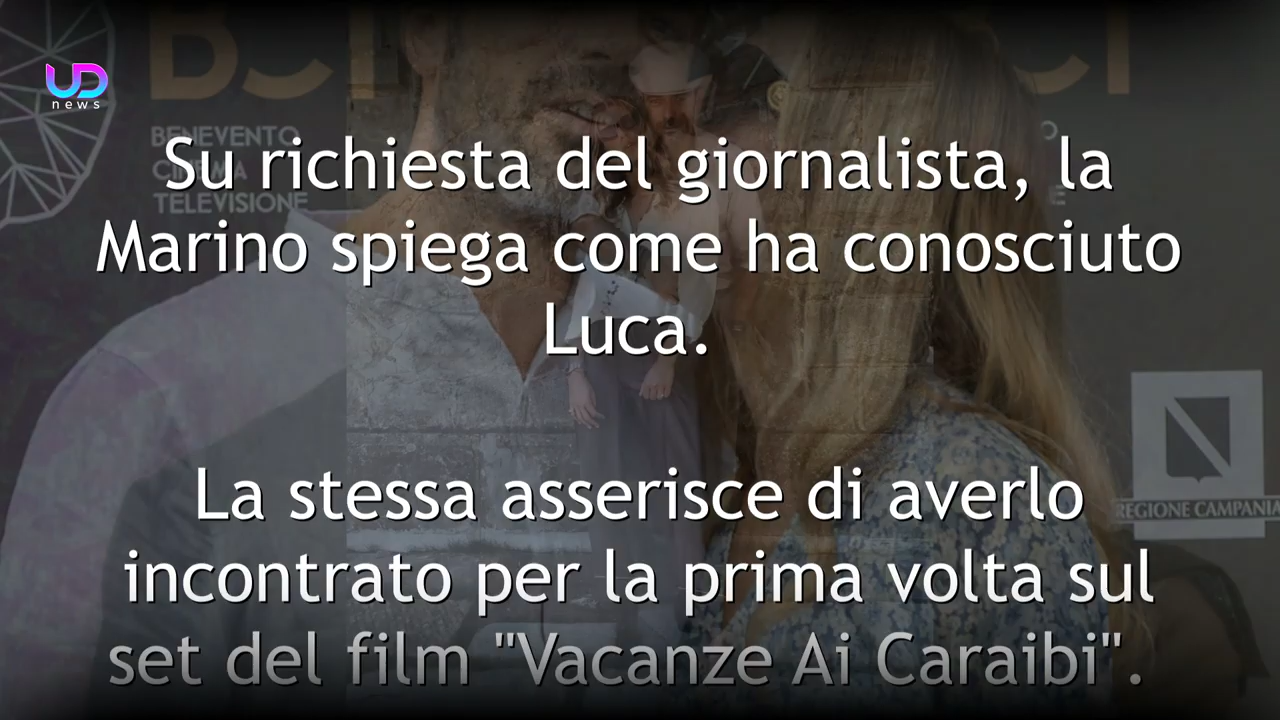 UD
news
BENEVENTO
CINEMA
TELEVISIONE
Su richiesta del giornalista, la
Marino spiega come ha conosciuto
Luca.
La stessa asserisce di averlo
incontrato per la prima volta sul
set del film "Vacanze Ai Caraibi".
REGIONE CAMPANIA